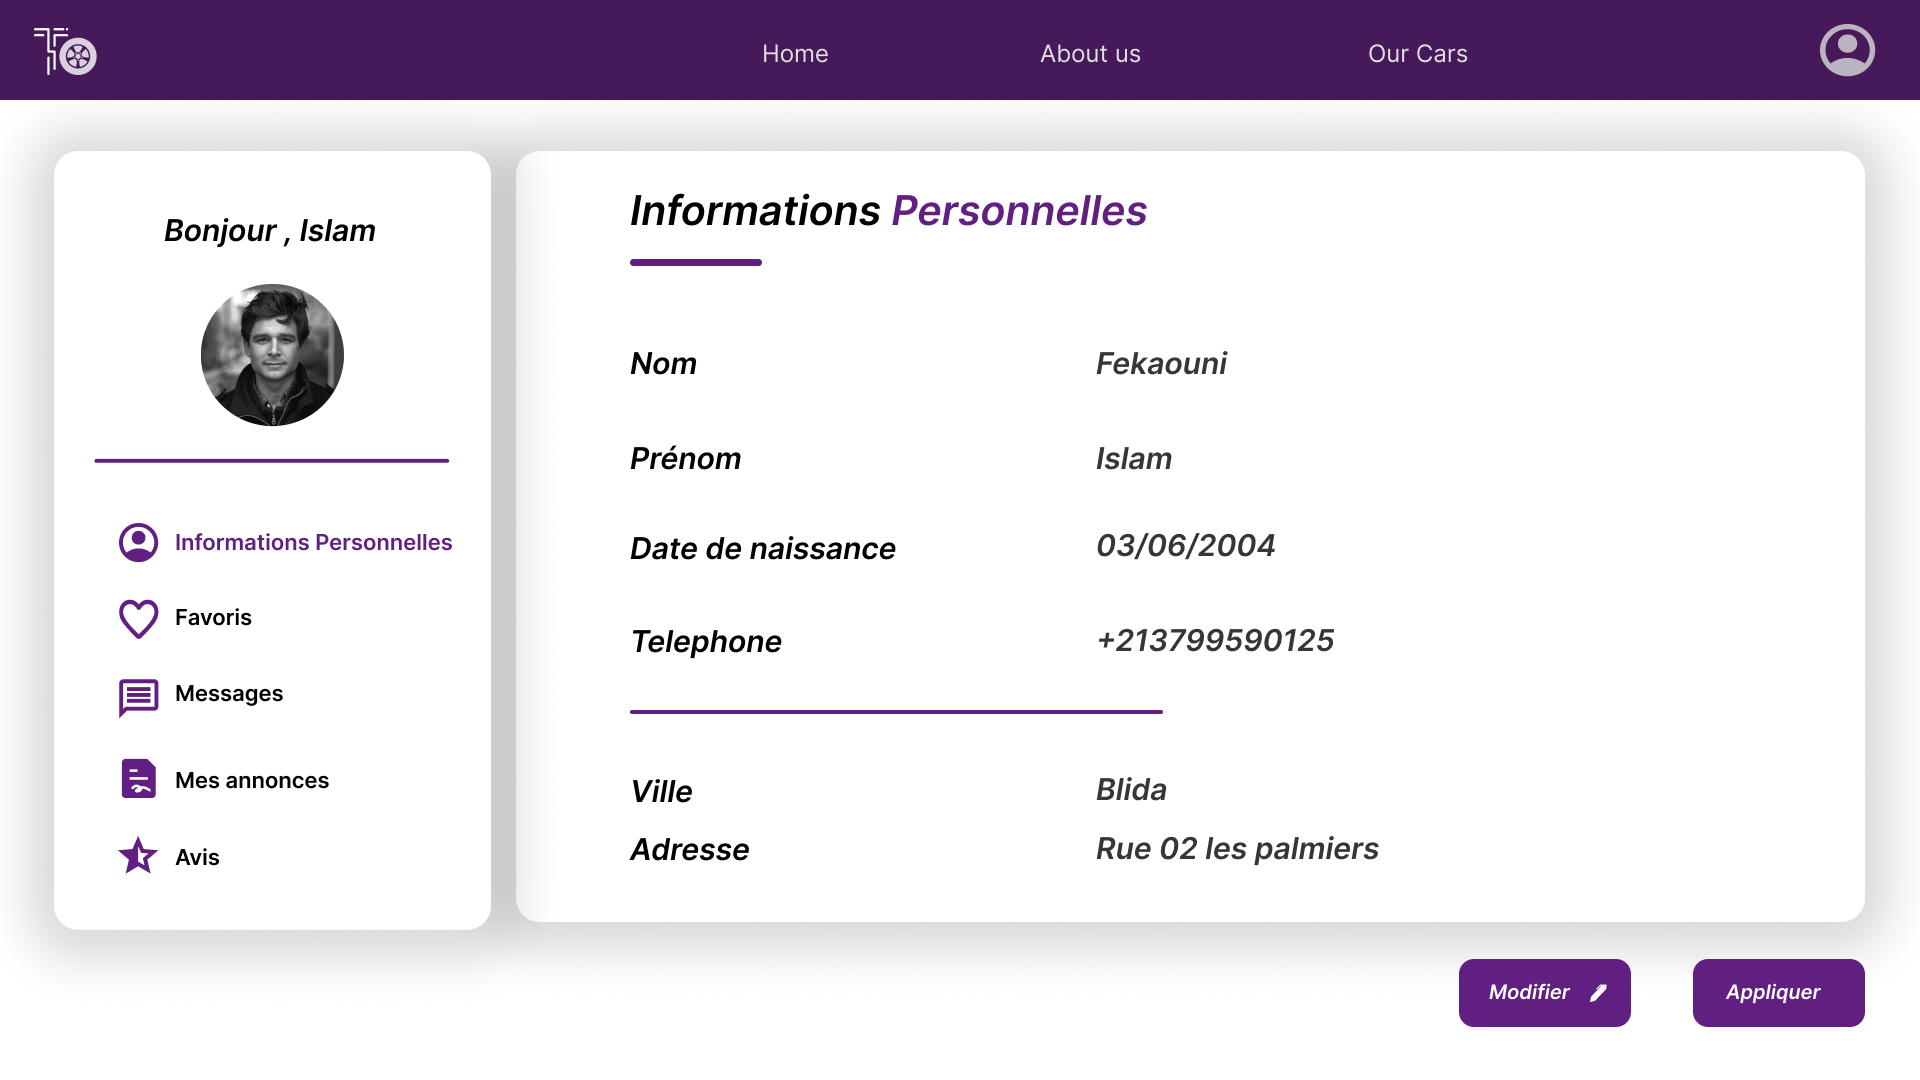 Home
About us
Our Cars
Bonjour , Islam
Informations Personnelles
Favoris
Messages
Mes annonces
Avis
Informations Personnelles
Nom
Fekaouni
Prénom
Islam
Date de naissance
03/06/2004
Telephone
+213799590125
Ville
Blida
Adresse
Rue 02 les palmiers
Modifier
Appliquer